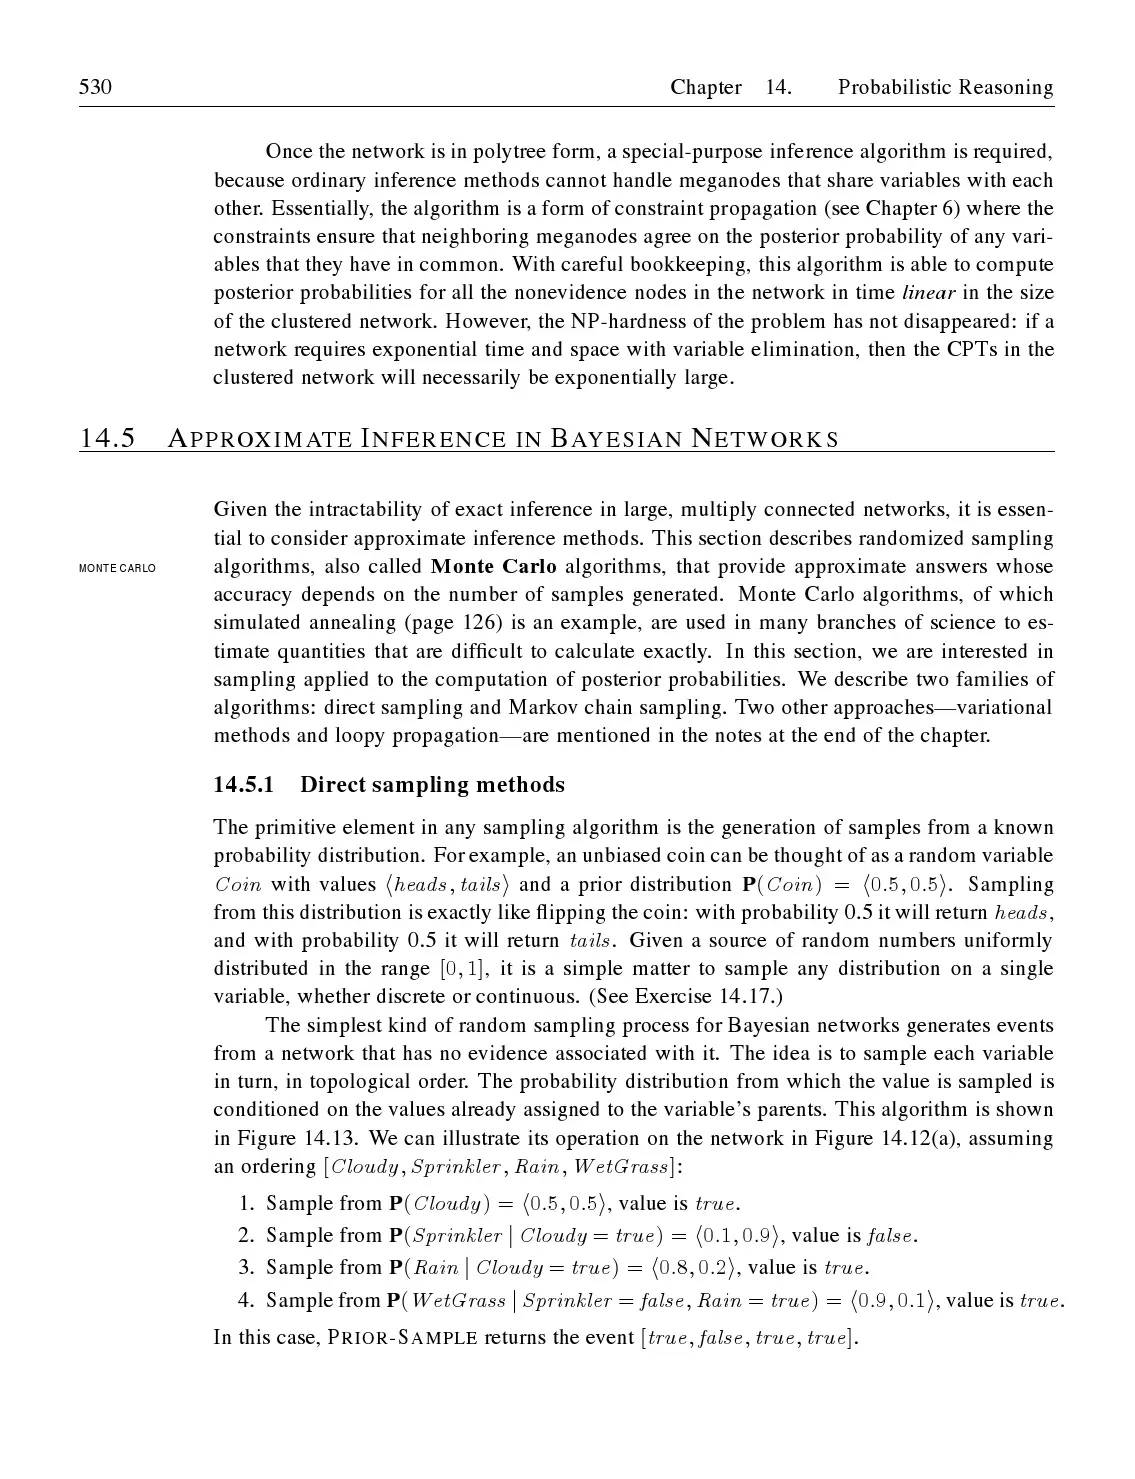 530 Chapter 14. Probabilistic Reasoning
Once the network is in polytree form, a special-purpose inference algorithm is required,
because ordinary inference methods cannot handle meganodes that share variables with each
other. Essentially, the algorithm is a form of constraint propagation (see Chapter 6) where the
constraints ensure that neighboring meganodes agree on the posterior probability of any vari-
ables that they have in common. With careful bookkeeping, this algorithm is able to compute
posterior probabilities for all the nonevidence nodes in the network in time linear in the size
of the clustered network. However, the NP-hardness of the problem has not disappeared: if a
network requires exponential time and space with variable elimination, then the CPTs in the
clustered network will necessarily be exponentially large.
14.5 APPROXIMATE INFERENCE IN BAYESIAN NETWORKS
Given the intractability of exact inference in large, multiply connected networks, it is essen-
tial to consider approximate inference methods. This section describes randomized sampling
MONTE CARLO algorithms, also called Monte Carlo algorithms, that provide approximate answers whose
accuracy depends on the number of samples generated. Monte Carlo algorithms, of which
simulated annealing (page 126) is an example, are used in many branches of science to es-
timate quantities that are difficult to calculate exactly. In this section, we are interested in
sampling applied to the computation of posterior probabilities. We describe two families of
algorithms: direct sampling and Markov chain sampling. Two other approaches—variational
methods and loopy propagation—are mentioned in the notes at the end of the chapter.
14.5.1 Direct sampling methods
The primitive element in any sampling algorithm is the generation of samples from a known
probability distribution. For example, an unbiased coin can be thought of as a random variable
Coin with values ⟨heads, tails⟩ and a prior distribution P(Coin) = ⟨0.5, 0.5⟩. Sampling
from this distribution is exactly like flipping the coin: with probability 0.5 it will return heads,
and with probability 0.5 it will return tails. Given a source of random numbers uniformly
distributed in the range [0, 1], it is a simple matter to sample any distribution on a single
variable, whether discrete or continuous. (See Exercise 14.17.)
The simplest kind of random sampling process for Bayesian networks generates events
from a network that has no evidence associated with it. The idea is to sample each variable
in turn, in topological order. The probability distribution from which the value is sampled is
conditioned on the values already assigned to the variable's parents. This algorithm is shown
in Figure 14.13. We can illustrate its operation on the network in Figure 14.12(a), assuming
an ordering [Cloudy, Sprinkler, Rain, WetGrass]:
1. Sample from P(Cloudy) = ⟨0.5, 0.5⟩, value is true.
2. Sample from P(Sprinkler | Cloudy = true) = ⟨0.1, 0.9⟩, value is false.
3. Sample from P(Rain | Cloudy = true) = ⟨0.8, 0.2⟩, value is true.
4. Sample from P(WetGrass | Sprinkler = false, Rain = true) = ⟨0.9, 0.1⟩, value is true.
In this case, PRIOR-SAMPLE returns the event [true, false, true, true].